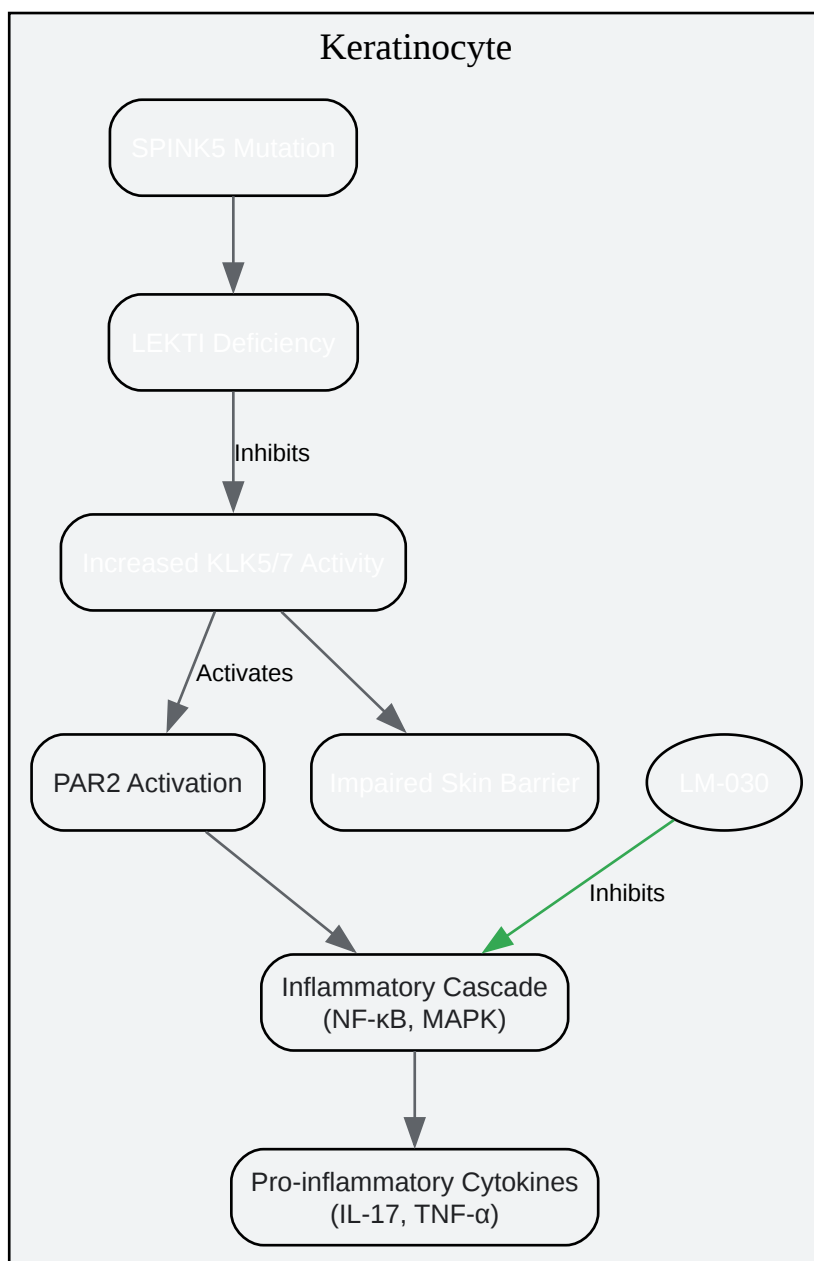 Keratinocyte
SPINK5 Mutation
LEKTI Deficiency
Inhibits
Increased KLK5/7 Activity
Activates
PAR2 Activation
Impaired Skin Barrier
LM-030
Inhibits
Inflammatory Cascade
(NF-κB, MAPK)
Pro-inflammatory Cytokines
(IL-17, TNF-α)